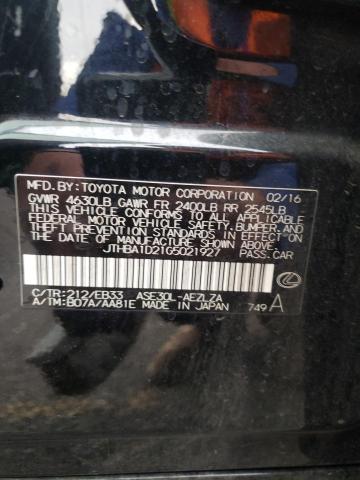 MFD. BY: TOYOTA MOTOR CORPORATION 02/16
GVWR 4630LB GAWR FR 2400LB RR 2545LB
THIS VEHICLE CONFORMS TO ALL APPLICABLE
FEDERAL MOTOR VEHICLE SAFETY,
BUMPER, AND THEFT PREVENTION
STANDARDS IN EFFECT ON THE DATE OF
MANUFACTURE SHOWN ABOVE.
JTHBA1D21G5021927 PASS.CAR
C/TR:212/EB33 ASE30L-AEZLZA
A/TM:B07A/AA81E MADE IN JAPAN 749 A